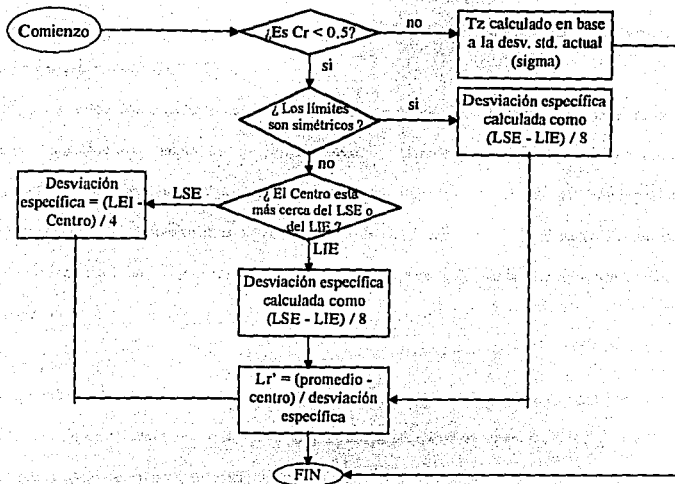 Comienzo
¿Es Cr < 0.5?
no
Tz calculado en base
a la desv. std. actual
(sigma)
si
¿ Los límites
son simétricos ?
si
Desviación específica
calculada como
(LSE - LIE) / 8
no
¿ El Centro está
más cerca del LSE o
del LIE ?
LSE
Desviación
específica = (LEI -
Centro) / 4
LIE
Desviación específica
calculada como
(LSE - LIE) / 8
Lr' = (promedio -
centro) / desviación
específica
FIN